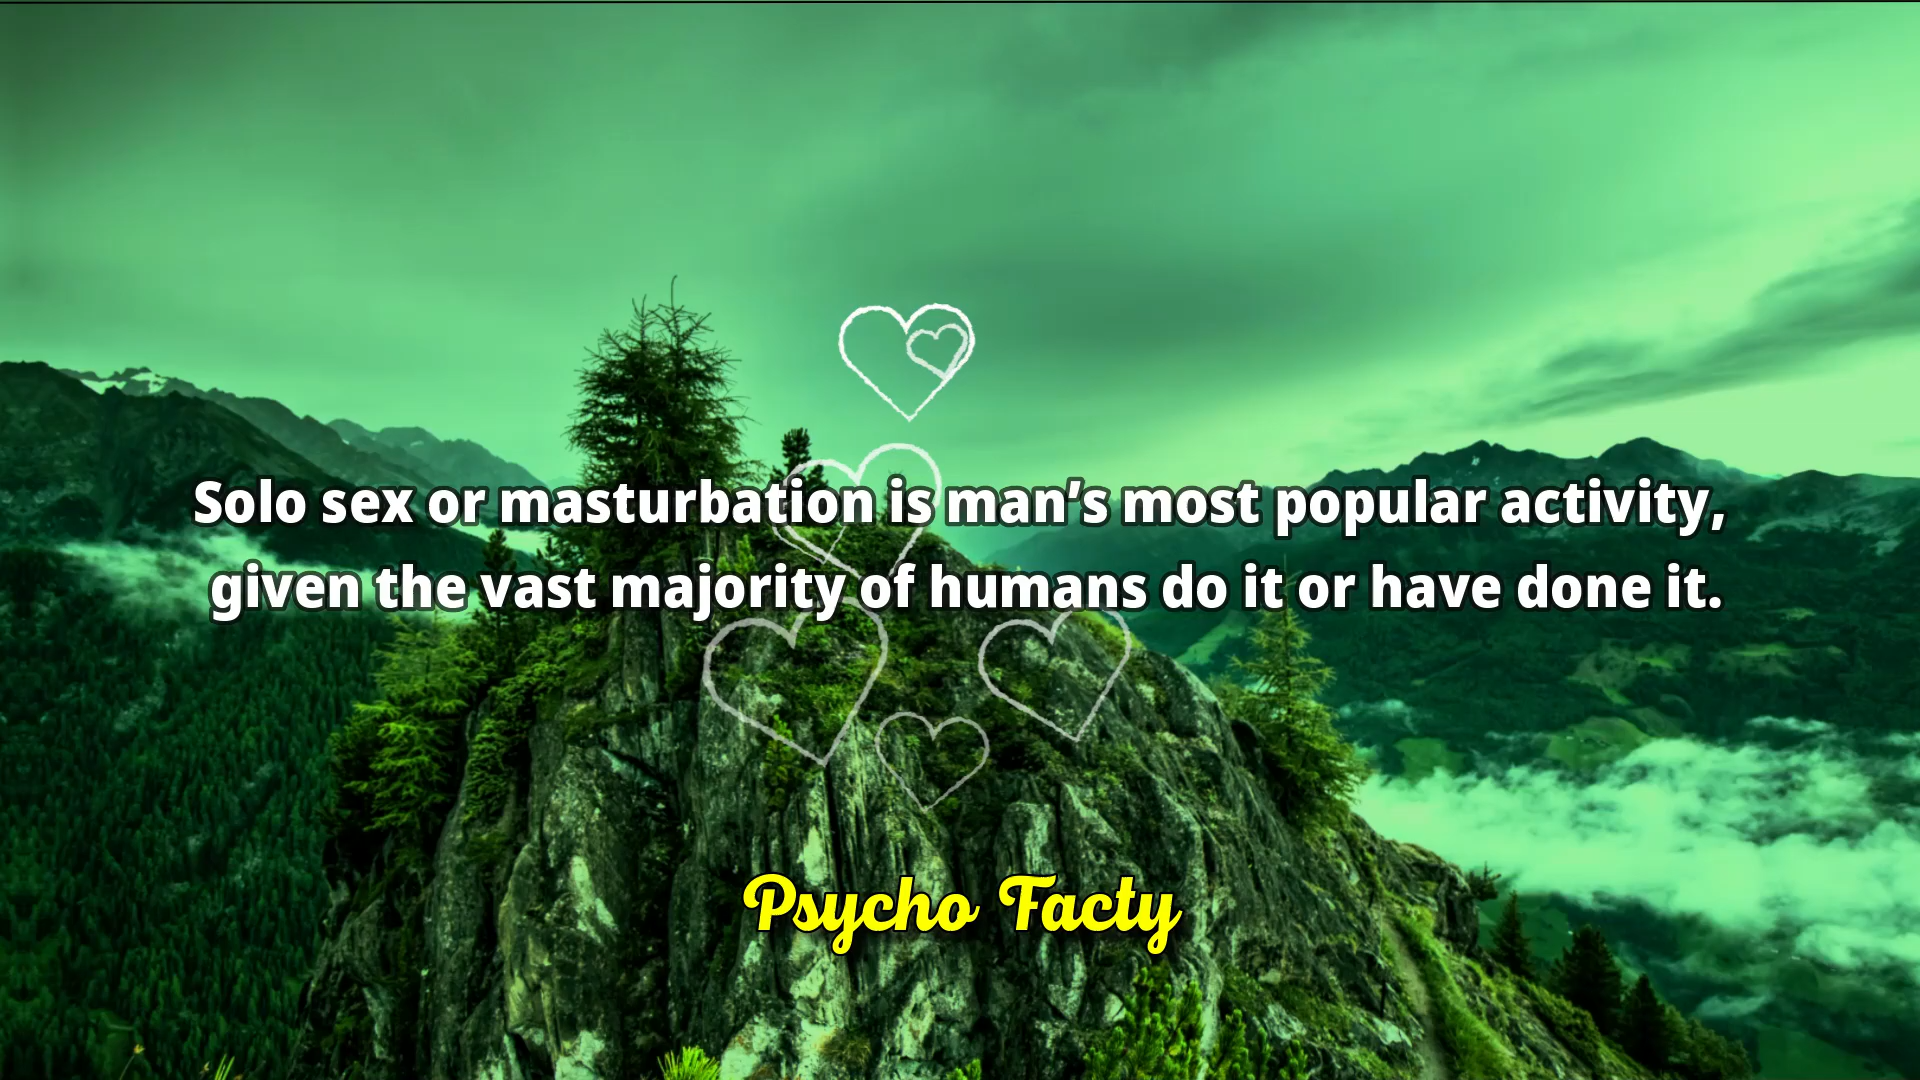 Solo sex or masturbation is man’s most popular activity,
given the vast majority of humans do it or have done it.
Psycho Facty